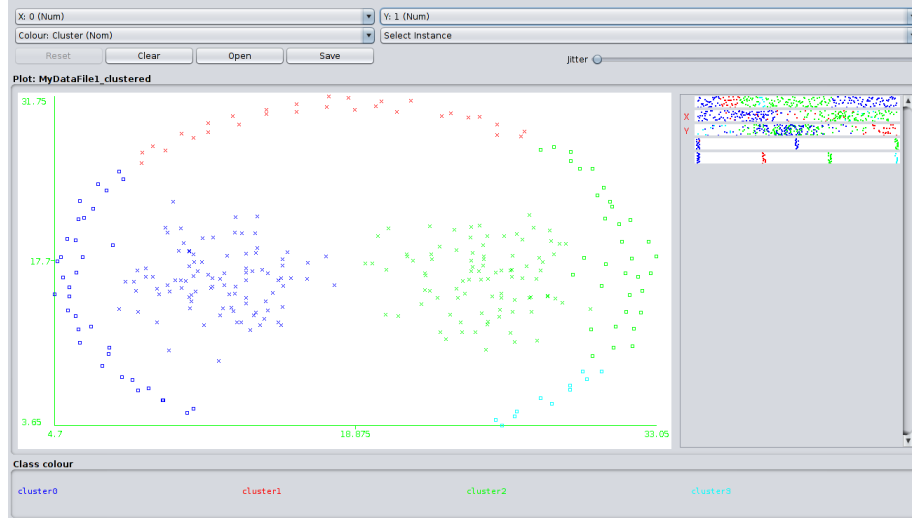 X: 0 (Num)
Y: 1 (Num)
Colour: Cluster (Nom)
Select Instance
Reset
Clear
Open
Save
Jitter
Plot: MyDataFile1_clustered
31.75
17.7
3.65
4.7
18.875
33.05
X
Y
Class colour
cluster0
cluster1
cluster2
cluster3